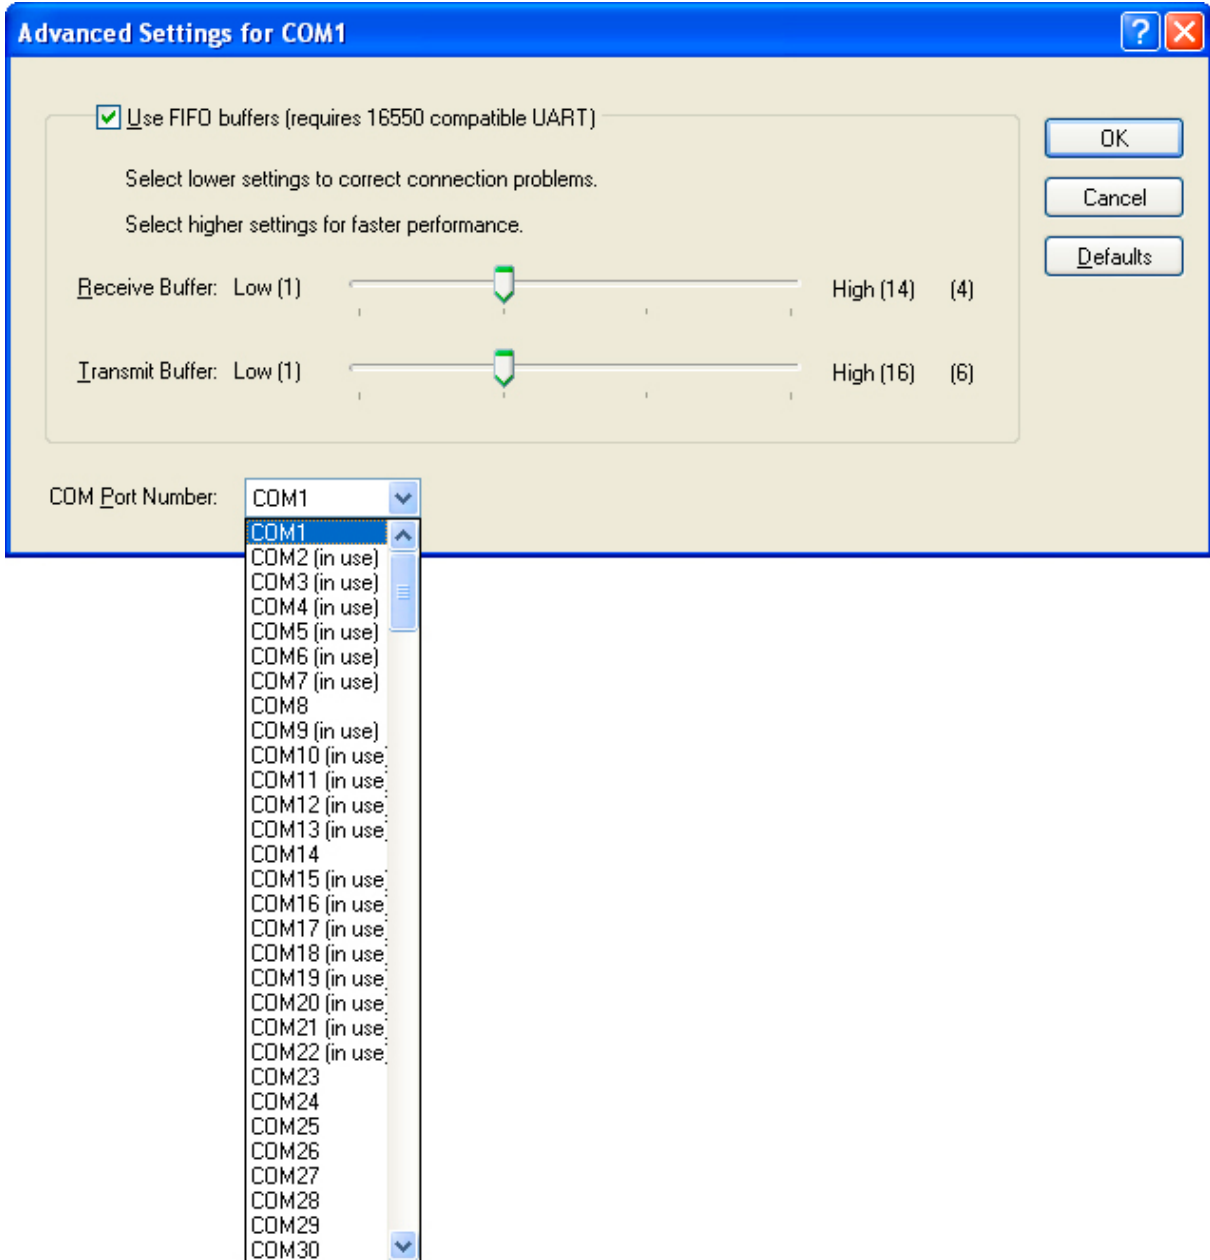 Advanced Settings for COM1
Use FIFO buffers (requires 16550 compatible UART)
OK
Select lower settings to correct connection problems.
Cancel
Select higher settings for faster performance.
Defaults
Receive Buffer: Low (1) High (14) (4)
Transmit Buffer: Low (1) High (16) (6)
COM Port Number: COM1
COM1
COM2 (in use)
COM3 (in use)
COM4 (in use)
COM5 (in use)
COM6 (in use)
COM7 (in use)
COM8
COM9 (in use)
COM10 (in use)
COM11 (in use)
COM12 (in use)
COM13 (in use)
COM14
COM15 (in use)
COM16 (in use)
COM17 (in use)
COM18 (in use)
COM19 (in use)
COM20 (in use)
COM21 (in use)
COM22 (in use)
COM23
COM24
COM25
COM26
COM27
COM28
COM29
COM30